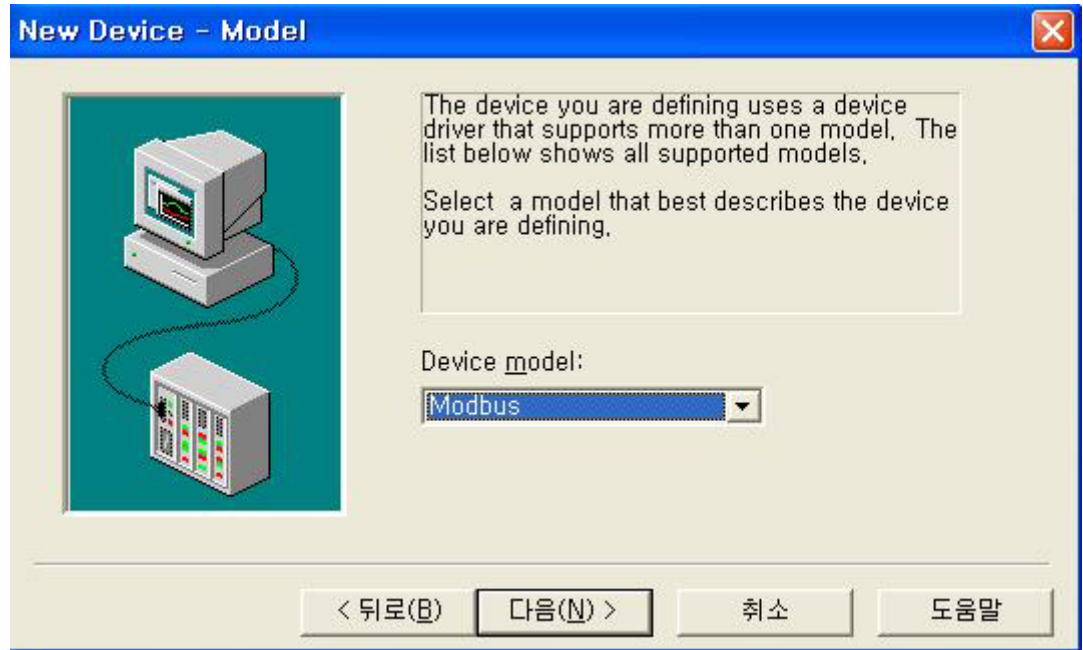 New Device - Model
The device you are defining uses a device
driver that supports more than one model. The
list below shows all supported models.
Select a model that best describes the device
you are defining.
Device model:
Modbus
< 뒤로(B) 다음(N) > 취소 도움말